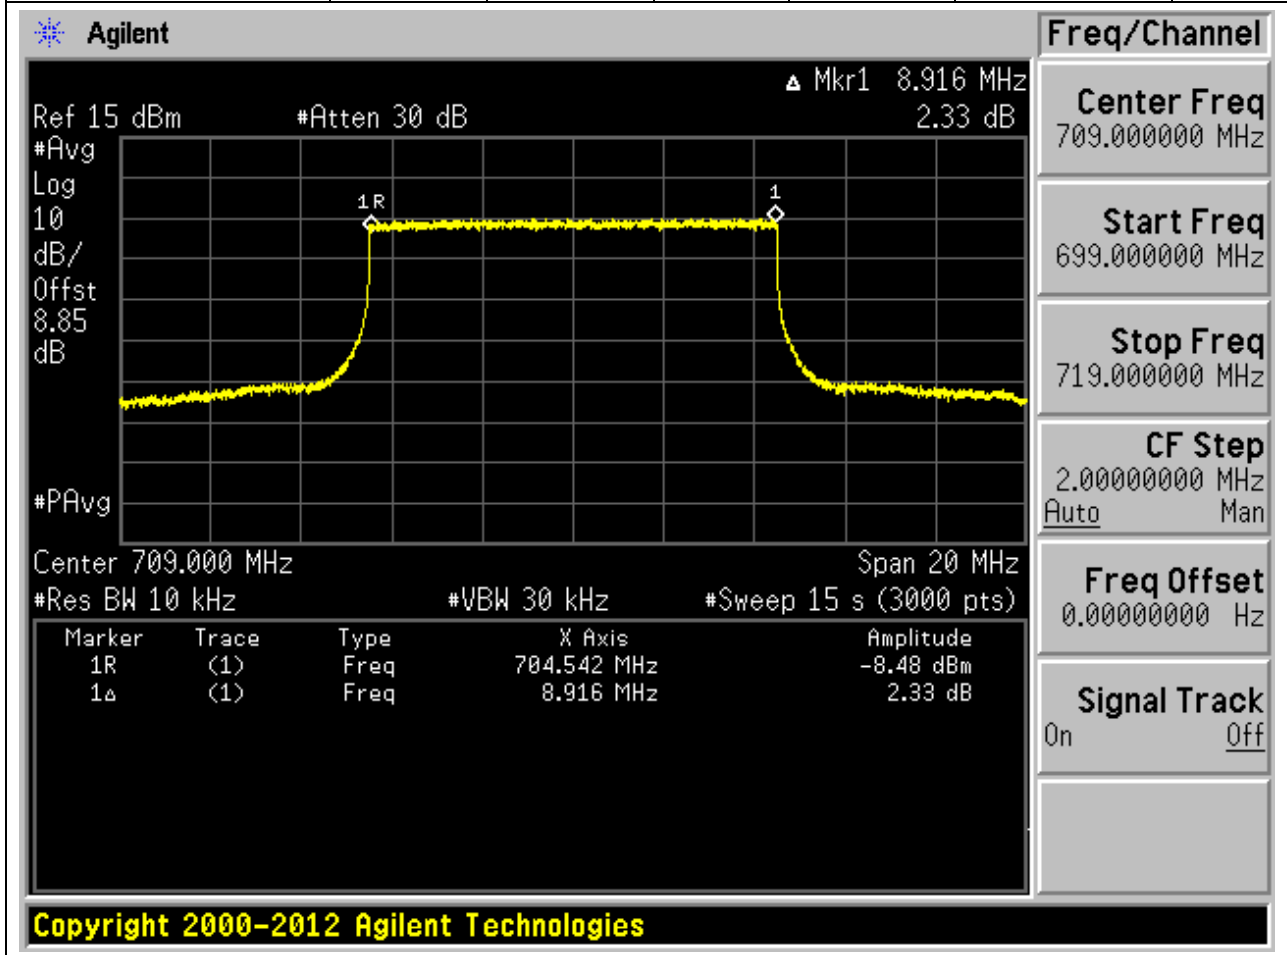 Agilent
Freq/Channel
▵ Mkr1 8.916 MHz
Ref 15 dBm #Atten 30 dB 2.33 dB
#Avg
Log
10
dB/
Offst
8.85
dB
1R
1
#PAvg
Center 709.000 MHz Span 20 MHz
#Res BW 10 kHz #VBW 30 kHz #Sweep 15 s (3000 pts)
Marker Trace Type X Axis Amplitude
1R (1) Freq 704.542 MHz -8.48 dBm
1▵ (1) Freq 8.916 MHz 2.33 dB
Center Freq
709.000000 MHz
Start Freq
699.000000 MHz
Stop Freq
719.000000 MHz
CF Step
2.00000000 MHz
Auto Man
Freq Offset
0.00000000 Hz
Signal Track
On Off
Copyright 2000-2012 Agilent Technologies